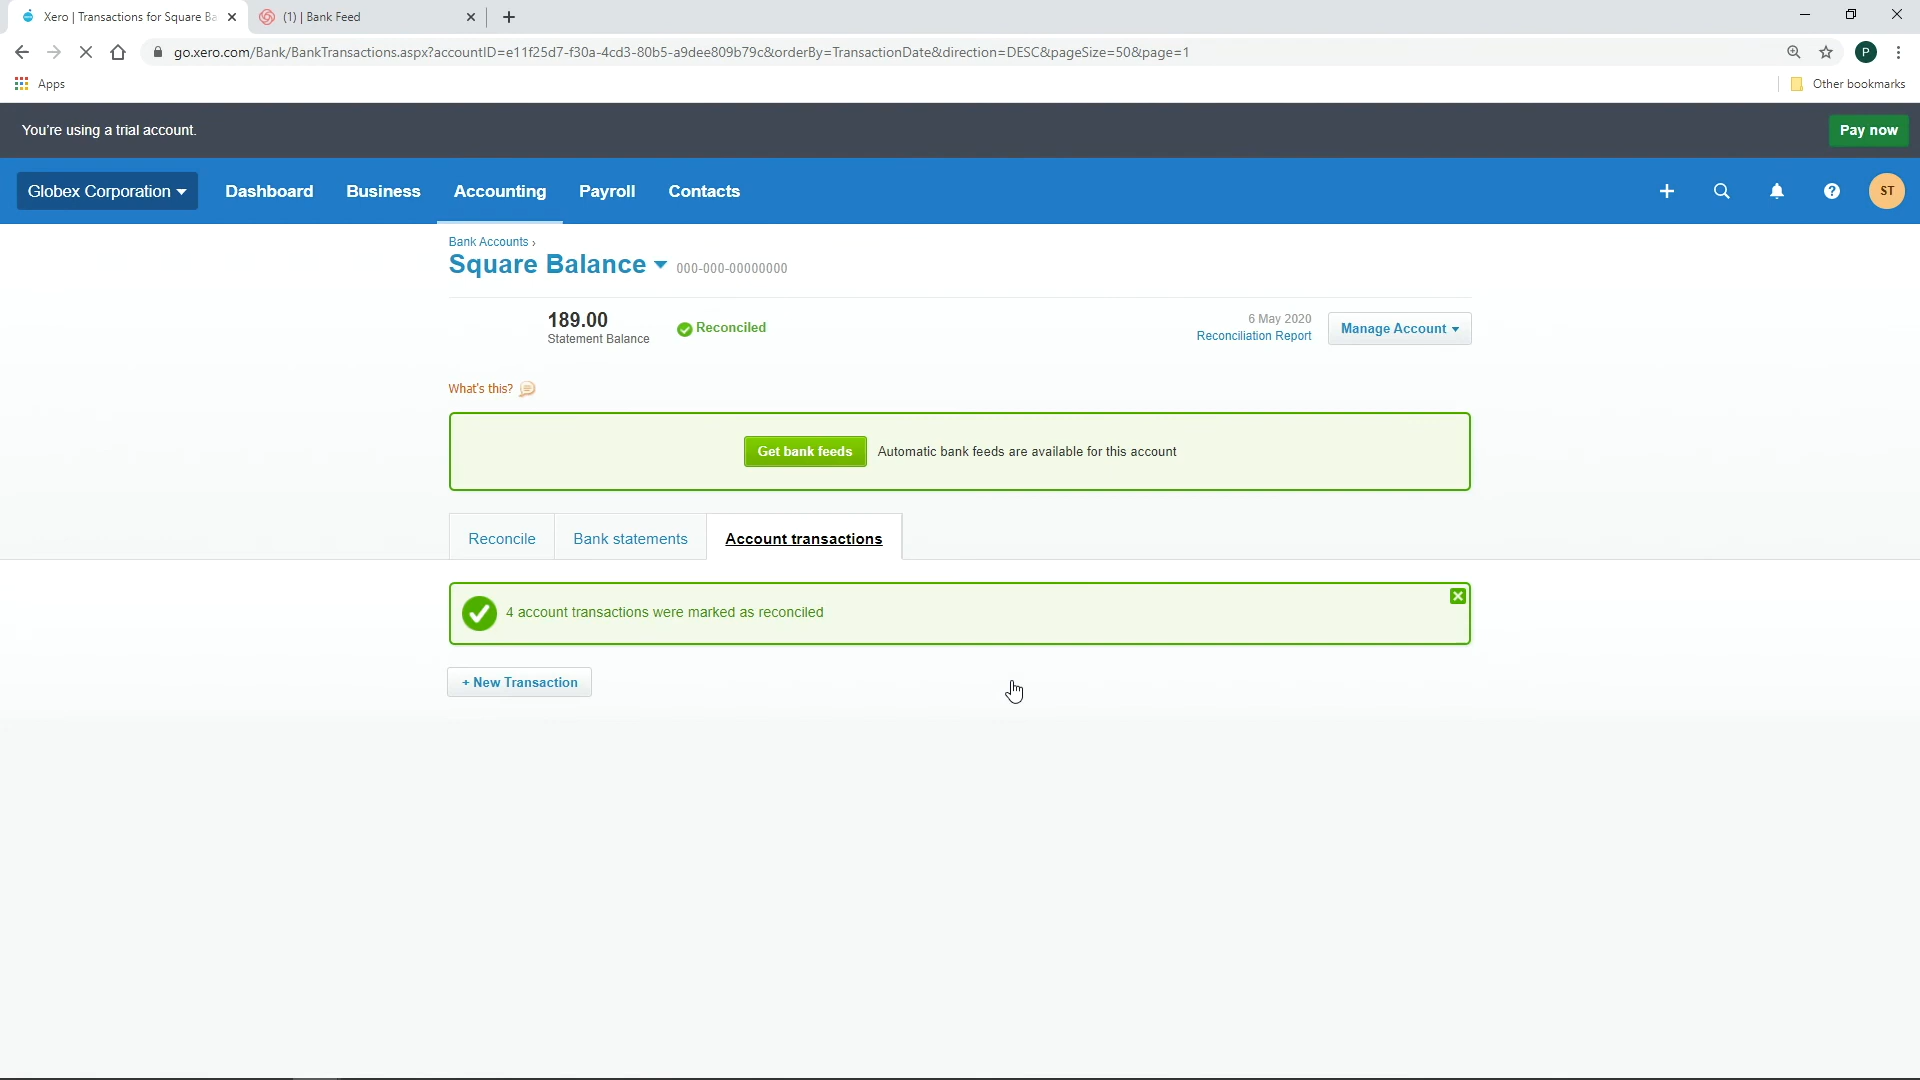 Xero | Transactions for Square Ba
(1) | Bank Feed
go.xero.com/Bank/BankTransactions.aspx?accountID=e11f25d7-f30a-4cd3-80b5-a9dee809b79c&orderBy=TransactionDate&direction=DESC&pageSize=50&page=1
P
Apps
Other bookmarks
You're using a trial account.
Pay now
Globex Corporation
Dashboard
Business
Accounting
Payroll
Contacts
ST
Bank Accounts ›
Square Balance
000-000-00000000
189.00
Statement Balance
Reconciled
6 May 2020
Reconciliation Report
Manage Account
What's this?
Get bank feeds
Automatic bank feeds are available for this account
Reconcile
Bank statements
Account transactions
4 account transactions were marked as reconciled
+ New Transaction